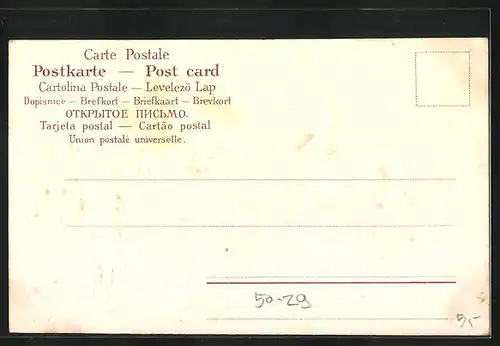 Carte Postale
Postkarte — Post card
Cartolina Postale — Levelező Lap
Dopisnice — Brefkort — Briefkaart — Brevkort
ОТКРЫТОЕ ПИСЬМО.
Tarjeta postal — Cartão postal
Union postale universelle.
50-29
5,-